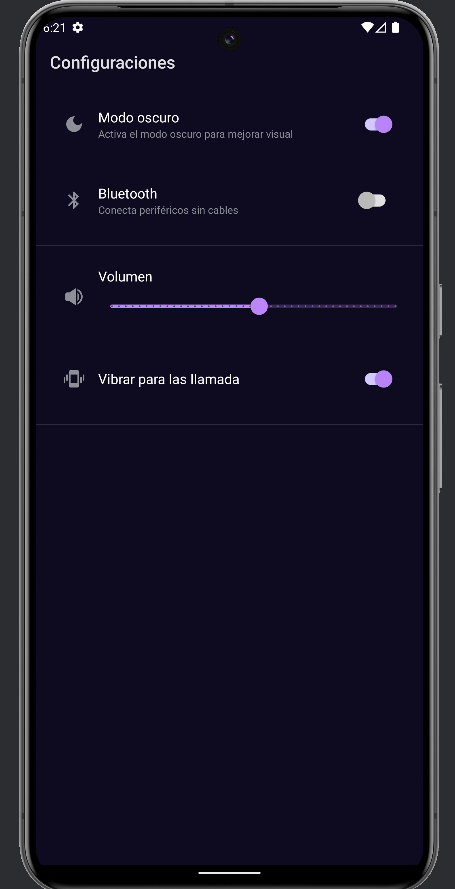 6:21
Configuraciones
Modo oscuro
Activa el modo oscuro para mejorar visual
Bluetooth
Conecta periféricos sin cables
Volumen
Vibrar para las llamada